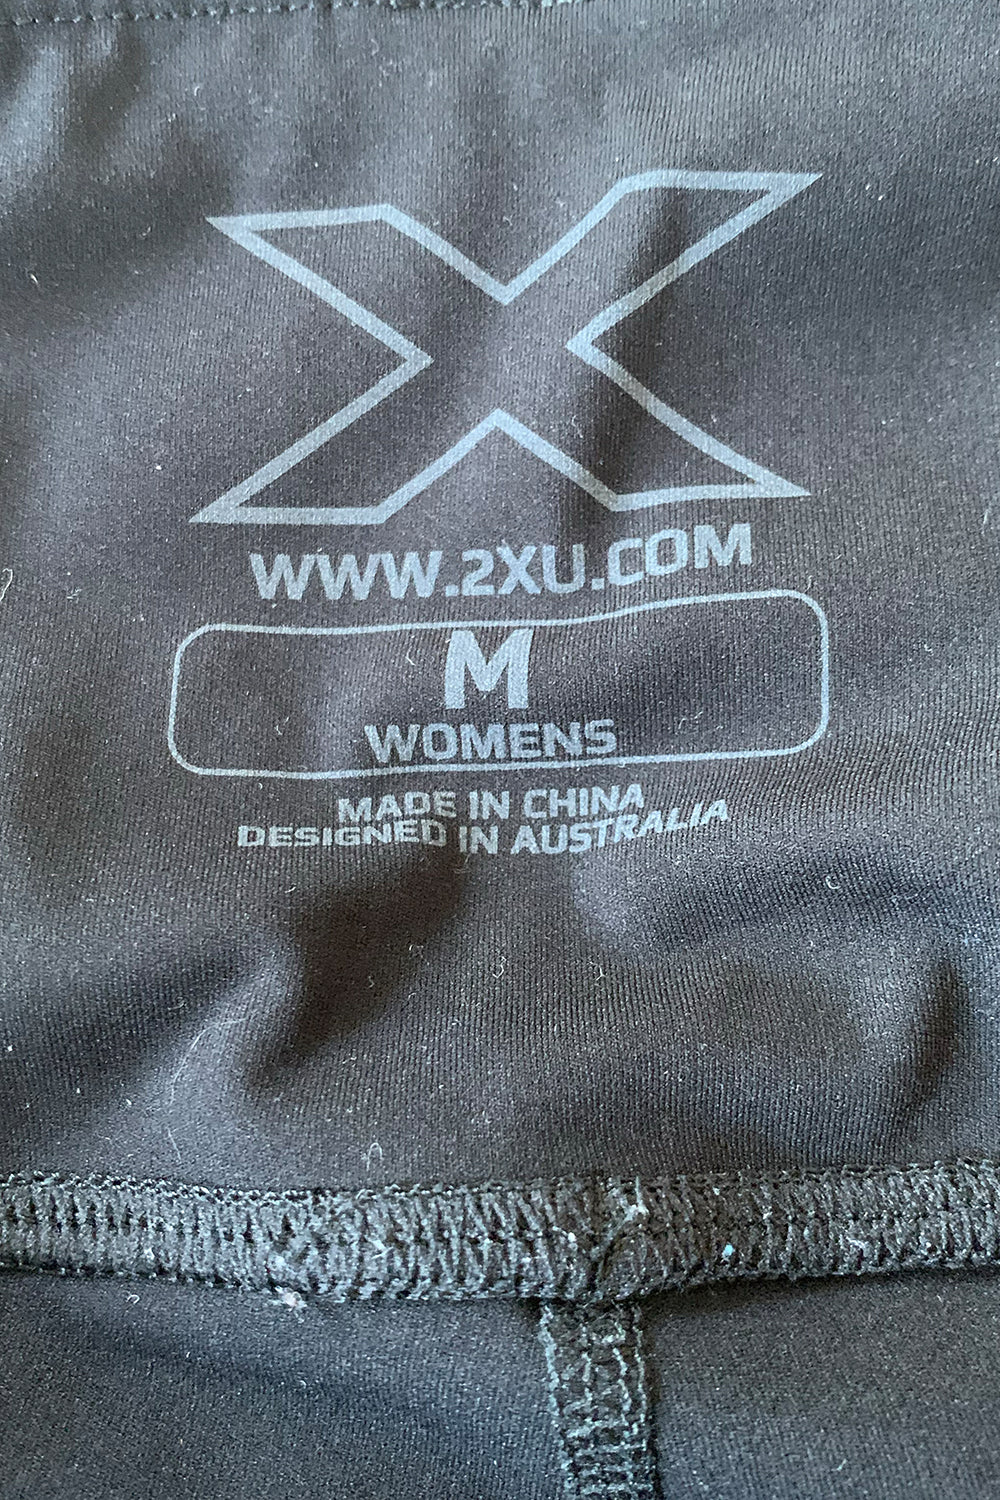 X
WWW.2XU.COM
M
WOMENS
MADE IN CHINA
DESIGNED IN AUSTRALIA